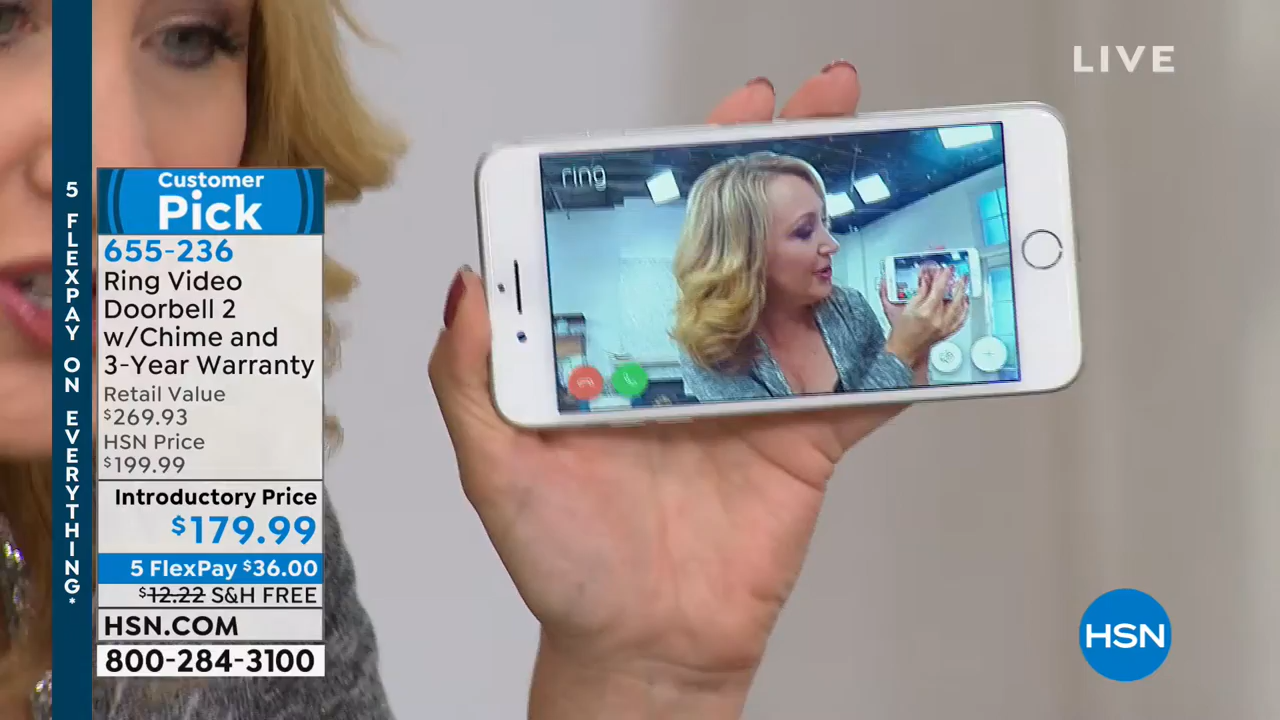 LIVE
5 FLEXPAY ON EVERYTHING*
Customer
Pick
655-236
Ring Video
Doorbell 2
w/Chime and
3-Year Warranty
Retail Value
$269.93
HSN Price
$199.99
Introductory Price
$179.99
5 FlexPay $36.00
$12.22 S&H FREE
HSN.COM
800-284-3100
ring
HSN